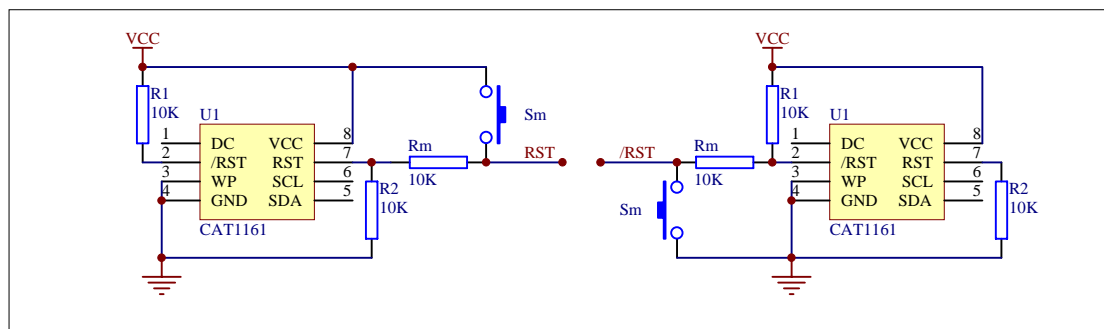 VCC
R1
10K
U1
1
2
3
4
DC
/RST
WP
GND
VCC
RST
SCL
SDA
8
7
6
5
CAT1161
Rm
10K
R2
10K
Sm
RST
VCC
R1
10K
U1
/RST
Rm
10K
Sm
1
2
3
4
DC
/RST
WP
GND
VCC
RST
SCL
SDA
8
7
6
5
CAT1161
R2
10K